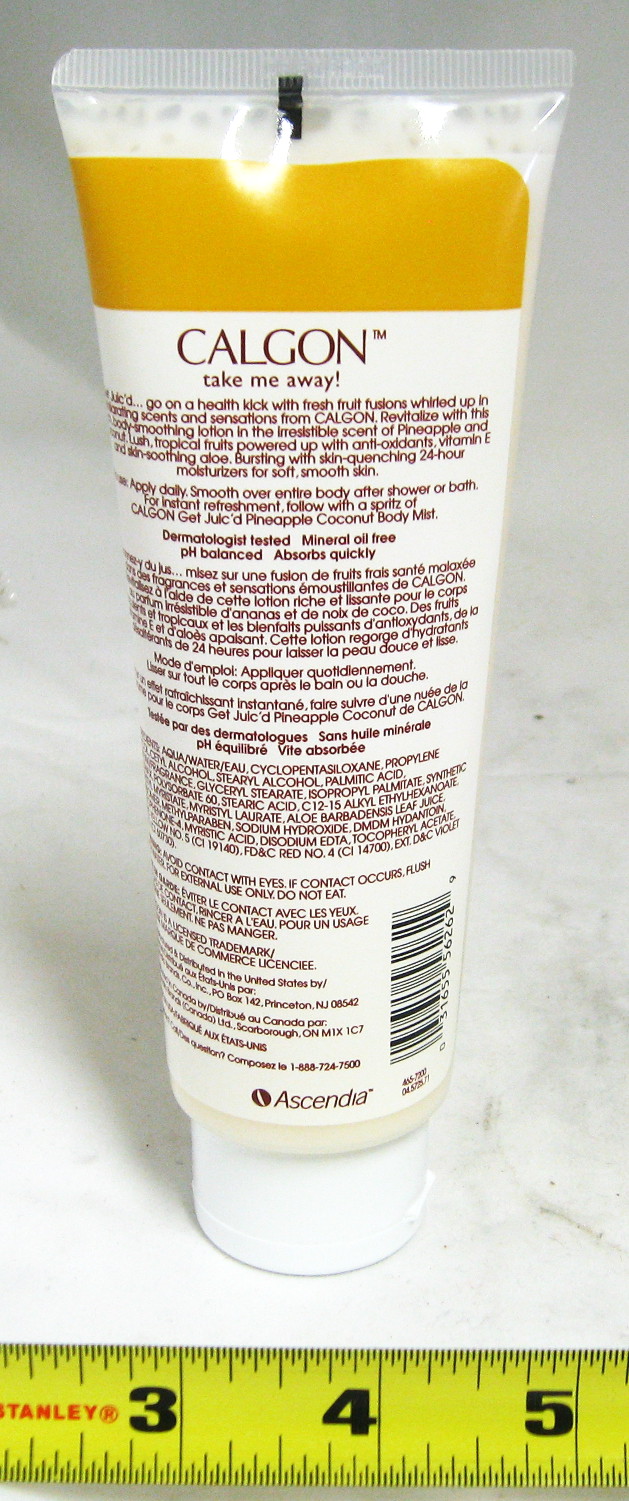 CALGON™
take me away!
Juic'd... go on a health kick with fresh fruit fusions whirled up in
scents and sensations from CALGON. Revitalize with this
body-smoothing lotion in the irresistible scent of Pineapple and
Lush, tropical fruits powered up with anti-oxidants, vitamin E
and skin-soothing aloe. Bursting with skin-quenching 24-hour
moisturizers for soft, smooth skin.
Apply daily. Smooth over entire body after shower or bath.
For instant refreshment, follow with a spritz of
CALGON Get Juic'd Pineapple Coconut Body Mist.
Dermatologist tested Mineral oil free
pH balanced Absorbs quickly
du jus... misez sur une fusion de fruits frais santé malaxée
des fragrances et sensations émoustillantes de CALGON.
à l'aide de cette lotion riche et lissante pour le corps
parfum irrésistible d'ananas et de noix de coco. Des fruits
et tropicaux et les bienfaits puissants d'antioxydants, de la
E et d'aloès apaisant. Cette lotion regorge d'hydratants
de 24 heures pour laisser la peau douce et lisse.
Mode d'emploi: Appliquer quotidiennement.
Lisser sur tout le corps après le bain ou la douche.
un effet rafraîchissant instantané, faire suivre d'une nuée de la
pour le corps Get Juic'd Pineapple Coconut de CALGON.
Testée par des dermatologues Sans huile minérale
pH équilibré Vite absorbée
AQUA/WATER/EAU, CYCLOPENTASILOXANE, PROPYLENE
CETYL ALCOHOL, STEARYL ALCOHOL, PALMITIC ACID,
FRAGRANCE, GLYCERYL STEARATE, ISOPROPYL PALMITATE, SYNTHETIC
POLYSORBATE 60, STEARIC ACID, C12-15 ALKYL ETHYLHEXANOATE,
MYRISTYL LAURATE, ALOE BARBADENSIS LEAF JUICE,
METHYLPARABEN, SODIUM HYDROXIDE, DMDM HYDANTOIN,
MYRISTIC ACID, DISODIUM EDTA, TOCOPHERYL ACETATE,
NO. 5 (CI 19140), FD&C RED NO. 4 (CI 14700), EXT. D&C VIOLET
AVOID CONTACT WITH EYES. IF CONTACT OCCURS, FLUSH
FOR EXTERNAL USE ONLY. DO NOT EAT.
ÉVITER LE CONTACT AVEC LES YEUX.
CONTACT, RINCER À L'EAU. POUR UN USAGE
NE PAS MANGER.
A LICENSED TRADEMARK/
DE COMMERCE LICENCIEE.
& Distributed in the United States by/
aux États-Unis par:
Co., Inc., PO Box 142, Princeton, NJ 08542
Canada by/Distribué au Canada par:
(Canada) Ltd., Scarborough, ON M1X 1C7
AUX ÉTATS-UNIS
question? Composez le 1-888-724-7500
0 31655 56262 9
465-7200
Ascendia™
STANLEY® 3 4 5